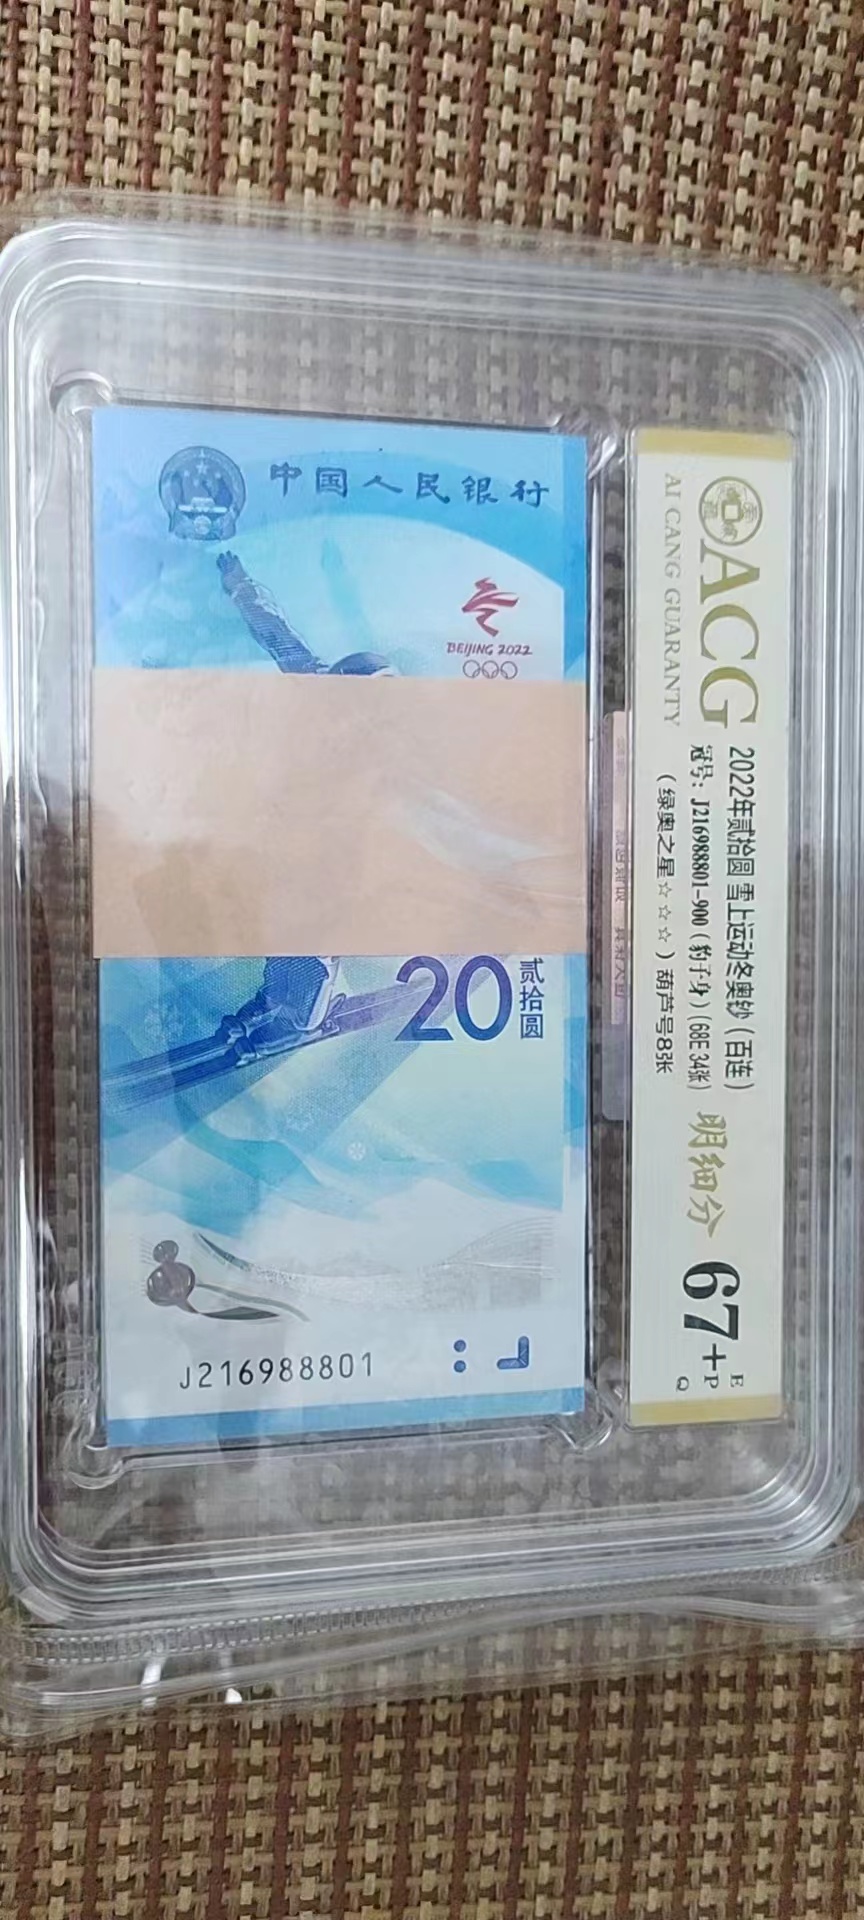 中国人民银行
BEIJING 2022
20
贰拾圆
J216988801
ACG
AI CANG GUARANTY
2022年贰拾圆 雪上运动冬奥钞（百连）
冠号：J216988801-900（豹子身）(68E 34张)
（绿奥之星☆☆☆）葫芦号8张
明细分
67+
E
P
Q